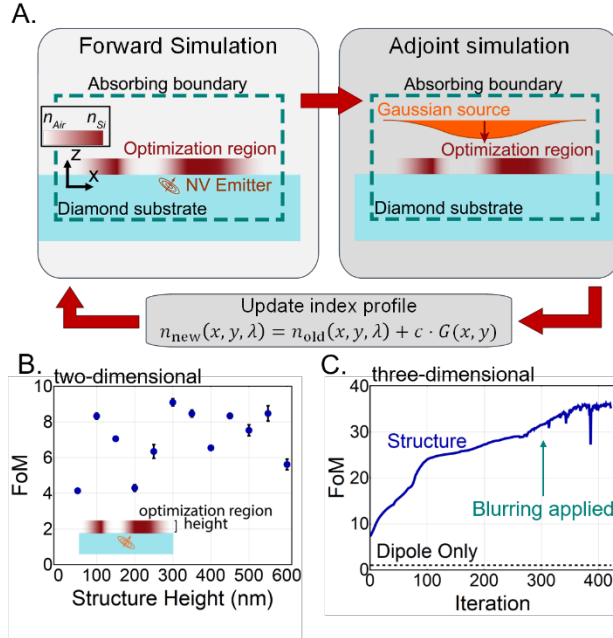 A.
Forward Simulation
Absorbing boundary
n_Air n_Si
Optimization region
Z
X
NV Emitter
Diamond substrate
Adjoint simulation
Absorbing boundary
Gaussian source
Optimization region
Diamond substrate
Update index profile
n_new(x, y, λ) = n_old(x, y, λ) + c · G(x, y)
B.
two-dimensional
10
8
6
4
2
0
FoM
optimization region
height
0 100 200 300 400 500 600
Structure Height (nm)
C.
three-dimensional
40
30
20
10
0
FoM
Structure
Blurring applied
Dipole Only
0 100 200 300 400
Iteration